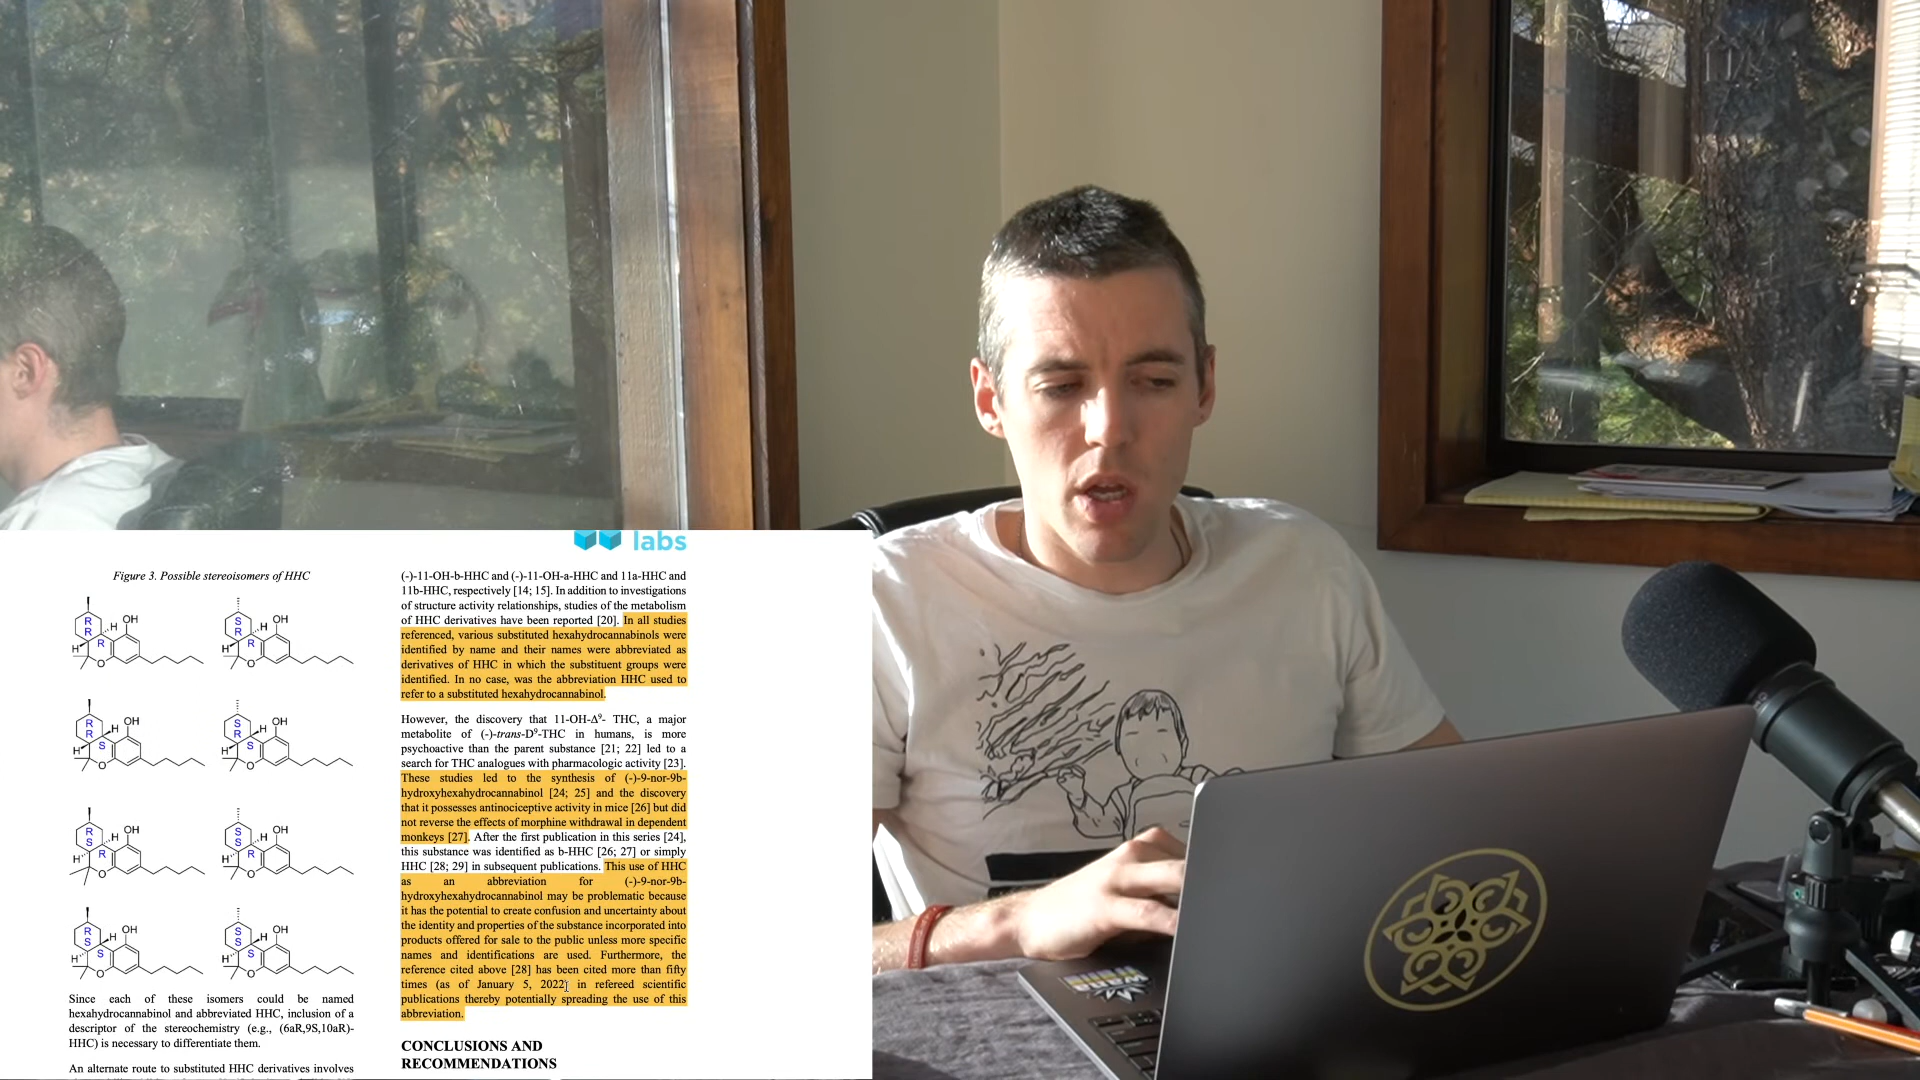 labs
Figure 3. Possible stereoisomers of HHC
R
R
R
H
H
OH
O
S
R
R
H
H
OH
O
R
R
S
H
H
OH
O
S
R
S
H
H
OH
O
R
S
R
H
H
OH
O
S
S
R
H
H
OH
O
R
S
S
H
H
OH
O
S
S
S
H
H
OH
O
Since each of these isomers could be named
hexahydrocannabinol and abbreviated HHC, inclusion of a
descriptor of the stereochemistry (e.g., (6aR,9S,10aR)-
HHC) is necessary to differentiate them.
An alternate route to substituted HHC derivatives involves
(-)-11-OH-b-HHC and (-)-11-OH-a-HHC and 11a-HHC and
11b-HHC, respectively [14; 15]. In addition to investigations
of structure activity relationships, studies of the metabolism
of HHC derivatives have been reported [20]. In all studies
referenced, various substituted hexahydrocannabinols were
identified by name and their names were abbreviated as
derivatives of HHC in which the substituent groups were
identified. In no case, was the abbreviation HHC used to
refer to a substituted hexahydrocannabinol.
However, the discovery that 11-OH-Δ⁹- THC, a major
metabolite of (-)-trans-D⁹-THC in humans, is more
psychoactive than the parent substance [21; 22] led to a
search for THC analogues with pharmacologic activity [23].
These studies led to the synthesis of (-)-9-nor-9b-
hydroxyhexahydrocannabinol [24; 25] and the discovery
that it possesses antinociceptive activity in mice [26] but did
not reverse the effects of morphine withdrawal in dependent
monkeys [27]. After the first publication in this series [24],
this substance was identified as b-HHC [26; 27] or simply
HHC [28; 29] in subsequent publications. This use of HHC
as an abbreviation for (-)-9-nor-9b-
hydroxyhexahydrocannabinol may be problematic because
it has the potential to create confusion and uncertainty about
the identity and properties of the substance incorporated into
products offered for sale to the public unless more specific
names and identifications are used. Furthermore, the
reference cited above [28] has been cited more than fifty
times (as of January 5, 2022) in refereed scientific
publications thereby potentially spreading the use of this
abbreviation.
CONCLUSIONS AND
RECOMMENDATIONS